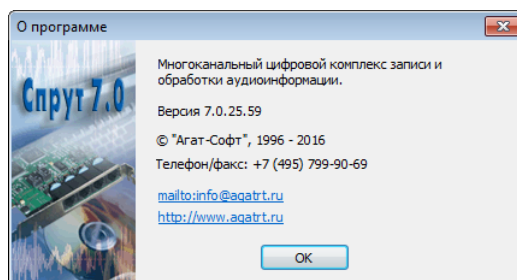 О программе
Спрут 7.0
Многоканальный цифровой комплекс записи и
обработки аудиоинформации.
Версия 7.0.25.59
© "Агат-Софт", 1996 - 2016
Телефон/факс: +7 (495) 799-90-69
mailto:info@agatrt.ru
http://www.agatrt.ru
OK